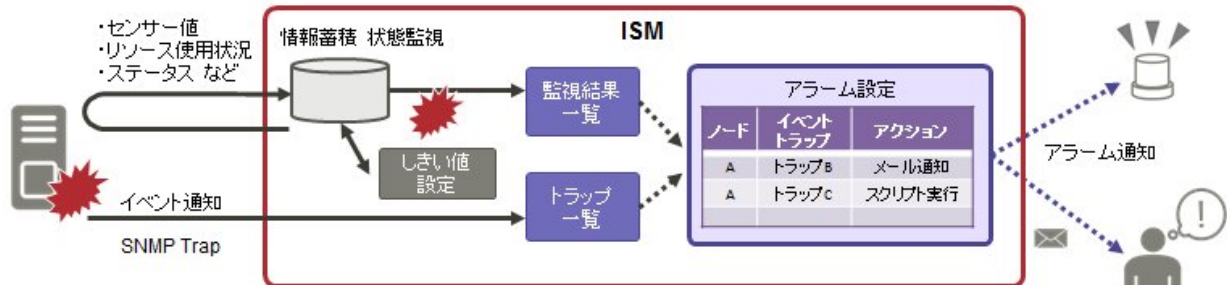 ・センサー値
・リソース使用状況
・ステータス など
情報蓄積 状態監視
ISM
監視結果
一覧
しきい値
設定
イベント通知
SNMP Trap
トラップ
一覧
アラーム設定
ノード
イベント
トラップ
アクション
A
トラップB
メール通知
A
トラップC
スクリプト実行
アラーム通知
!